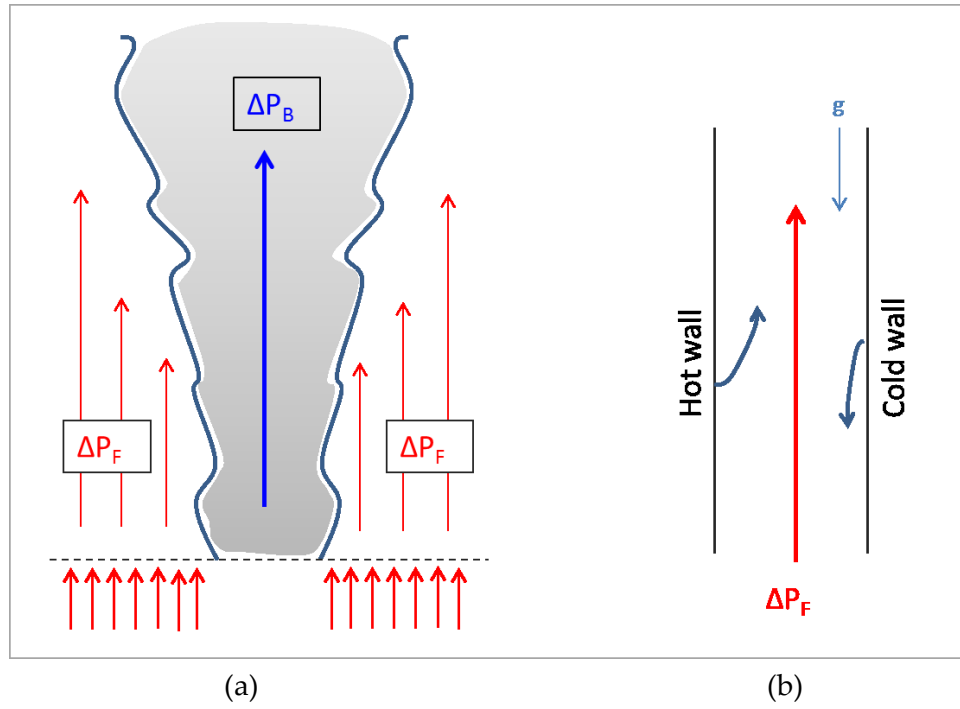 ΔP_B
ΔP_F
ΔP_F
(a)
g
Hot wall
Cold wall
ΔP_F
(b)